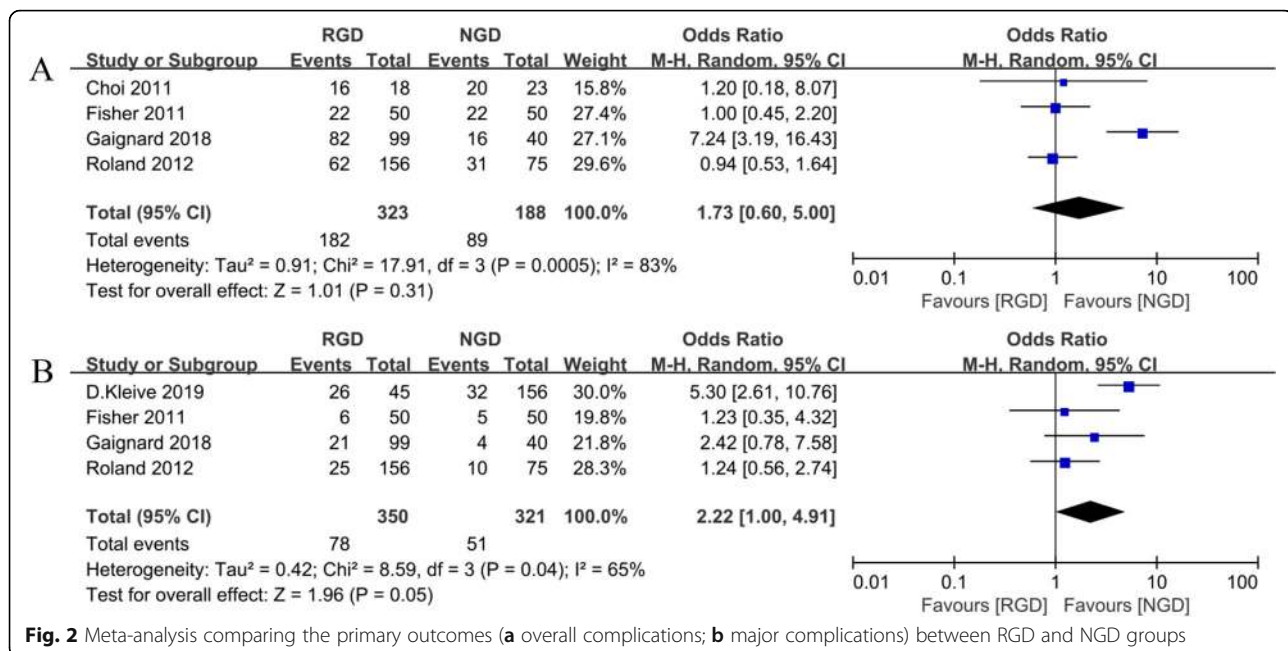 A
RGD NGD Odds Ratio Odds Ratio
Study or Subgroup Events Total Events Total Weight M-H, Random, 95% CI M-H, Random, 95% CI
Choi 2011 16 18 20 23 15.8% 1.20 [0.18, 8.07]
Fisher 2011 22 50 22 50 27.4% 1.00 [0.45, 2.20]
Gaignard 2018 82 99 16 40 27.1% 7.24 [3.19, 16.43]
Roland 2012 62 156 31 75 29.6% 0.94 [0.53, 1.64]
Total (95% CI) 323 188 100.0% 1.73 [0.60, 5.00]
Total events 182 89
Heterogeneity: Tau² = 0.91; Chi² = 17.91, df = 3 (P = 0.0005); I² = 83%
Test for overall effect: Z = 1.01 (P = 0.31)
0.01 0.1 1 10 100
Favours [RGD] Favours [NGD]
B
RGD NGD Odds Ratio Odds Ratio
Study or Subgroup Events Total Events Total Weight M-H, Random, 95% CI M-H, Random, 95% CI
D.Kleive 2019 26 45 32 156 30.0% 5.30 [2.61, 10.76]
Fisher 2011 6 50 5 50 19.8% 1.23 [0.35, 4.32]
Gaignard 2018 21 99 4 40 21.8% 2.42 [0.78, 7.58]
Roland 2012 25 156 10 75 28.3% 1.24 [0.56, 2.74]
Total (95% CI) 350 321 100.0% 2.22 [1.00, 4.91]
Total events 78 51
Heterogeneity: Tau² = 0.42; Chi² = 8.59, df = 3 (P = 0.04); I² = 65%
Test for overall effect: Z = 1.96 (P = 0.05)
0.01 0.1 1 10 100
Favours [RGD] Favours [NGD]
Fig. 2 Meta-analysis comparing the primary outcomes (a overall complications; b major complications) between RGD and NGD groups